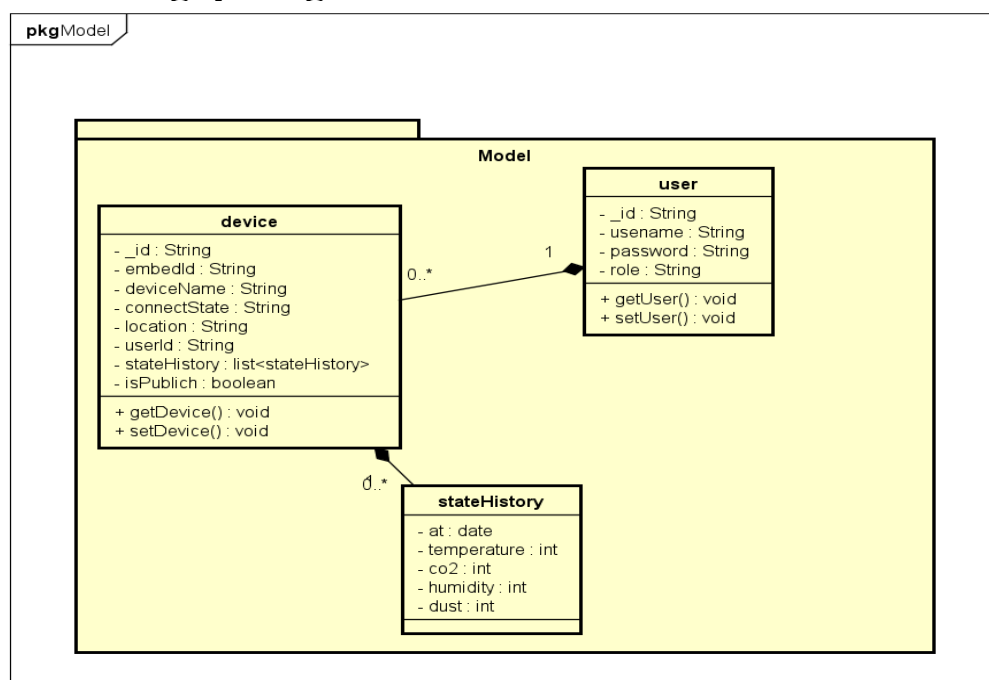 pkgModel
Model
user
- _id : String
- usename : String
- password : String
- role : String
+ getUser() : void
+ setUser() : void
device
- _id : String
- embedId : String
- deviceName : String
- connectState : String
- location : String
- userId : String
- stateHistory : list<stateHistory>
- isPublich : boolean
+ getDevice() : void
+ setDevice() : void
0..*
1
1
0..*
stateHistory
- at : date
- temperature : int
- co2 : int
- humidity : int
- dust : int